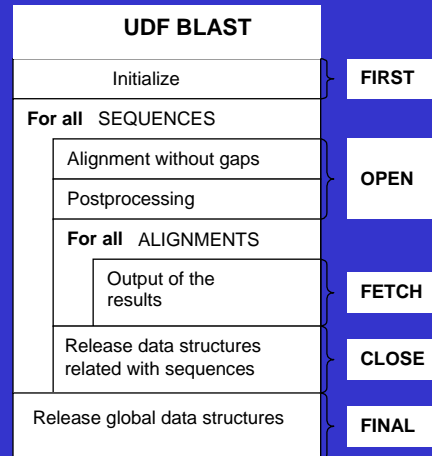 UDF BLAST
Initialize
FIRST
For all SEQUENCES
Alignment without gaps
OPEN
Postprocessing
For all ALIGNMENTS
Output of the
results
FETCH
Release data structures
related with sequences
CLOSE
Release global data structures
FINAL